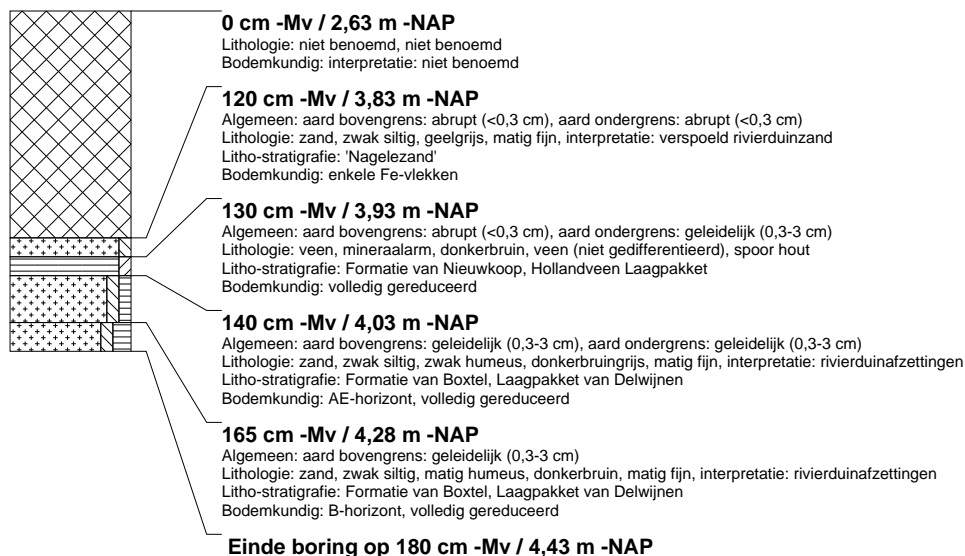 0 cm -Mv / 2,63 m -NAP
Lithologie: niet benoemd, niet benoemd
Bodemkundig: interpretatie: niet benoemd
120 cm -Mv / 3,83 m -NAP
Algemeen: aard bovengrens: abrupt (<0,3 cm), aard ondergrens: abrupt (<0,3 cm)
Lithologie: zand, zwak siltig, geelgrijs, matig fijn, interpretatie: verspoeld rivierduinzand
Litho-stratigrafie: 'Nagelezand'
Bodemkundig: enkele Fe-vlekken
130 cm -Mv / 3,93 m -NAP
Algemeen: aard bovengrens: abrupt (<0,3 cm), aard ondergrens: geleidelijk (0,3-3 cm)
Lithologie: veen, mineraalarm, donkerbruin, veen (niet gedifferentieerd), spoor hout
Litho-stratigrafie: Formatie van Nieuwkoop, Hollandveen Laagpakket
Bodemkundig: volledig gereduceerd
140 cm -Mv / 4,03 m -NAP
Algemeen: aard bovengrens: geleidelijk (0,3-3 cm), aard ondergrens: geleidelijk (0,3-3 cm)
Lithologie: zand, zwak siltig, zwak humeus, donkerbruingrijs, matig fijn, interpretatie: rivierduinafzettingen
Litho-stratigrafie: Formatie van Boxtel, Laagpakket van Delwijnen
Bodemkundig: AE-horizont, volledig gereduceerd
165 cm -Mv / 4,28 m -NAP
Algemeen: aard bovengrens: geleidelijk (0,3-3 cm)
Lithologie: zand, zwak siltig, matig humeus, donkerbruin, matig fijn, interpretatie: rivierduinafzettingen
Litho-stratigrafie: Formatie van Boxtel, Laagpakket van Delwijnen
Bodemkundig: B-horizont, volledig gereduceerd
Einde boring op 180 cm -Mv / 4,43 m -NAP